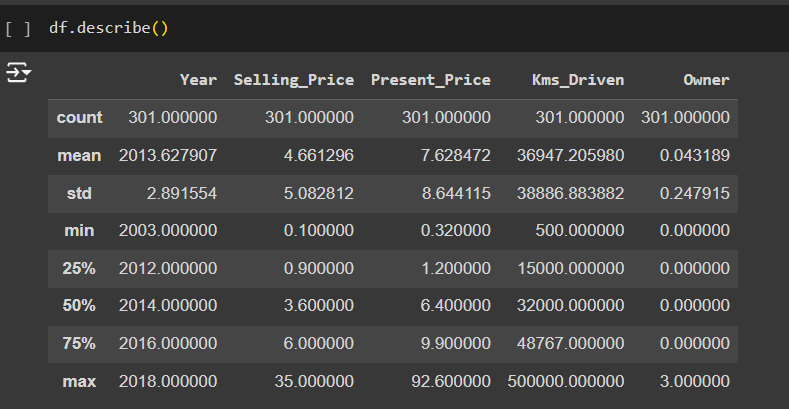 [ ] df.describe()
Year Selling_Price Present_Price Kms_Driven Owner
count 301.000000 301.000000 301.000000 301.000000 301.000000
mean 2013.627907 4.661296 7.628472 36947.205980 0.043189
std 2.891554 5.082812 8.644115 38886.883882 0.247915
min 2003.000000 0.100000 0.320000 500.000000 0.000000
25% 2012.000000 0.900000 1.200000 15000.000000 0.000000
50% 2014.000000 3.600000 6.400000 32000.000000 0.000000
75% 2016.000000 6.000000 9.900000 48767.000000 0.000000
max 2018.000000 35.000000 92.600000 500000.000000 3.000000